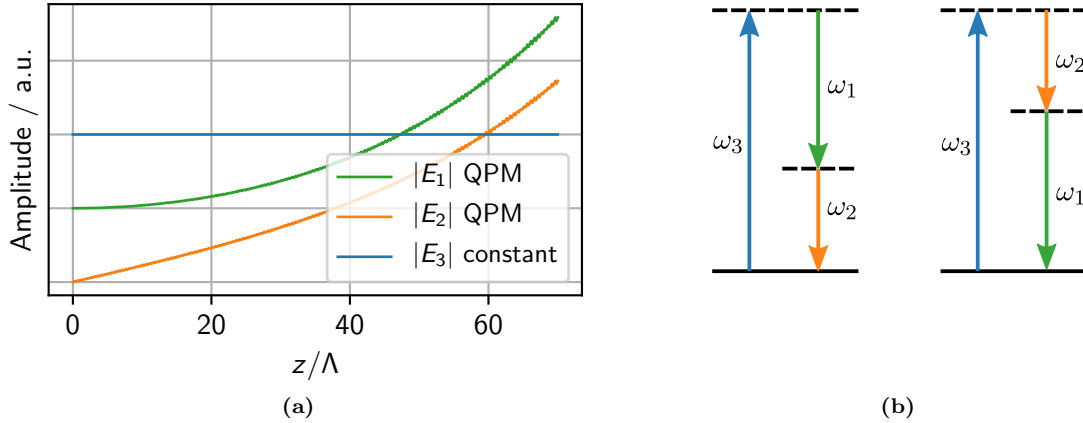 Amplitude / a.u.
|E₁| QPM
|E₂| QPM
|E₃| constant
0
20
40
60
z/Λ
(a)
ω₃
ω₁
ω₂
ω₃
ω₂
ω₁
(b)